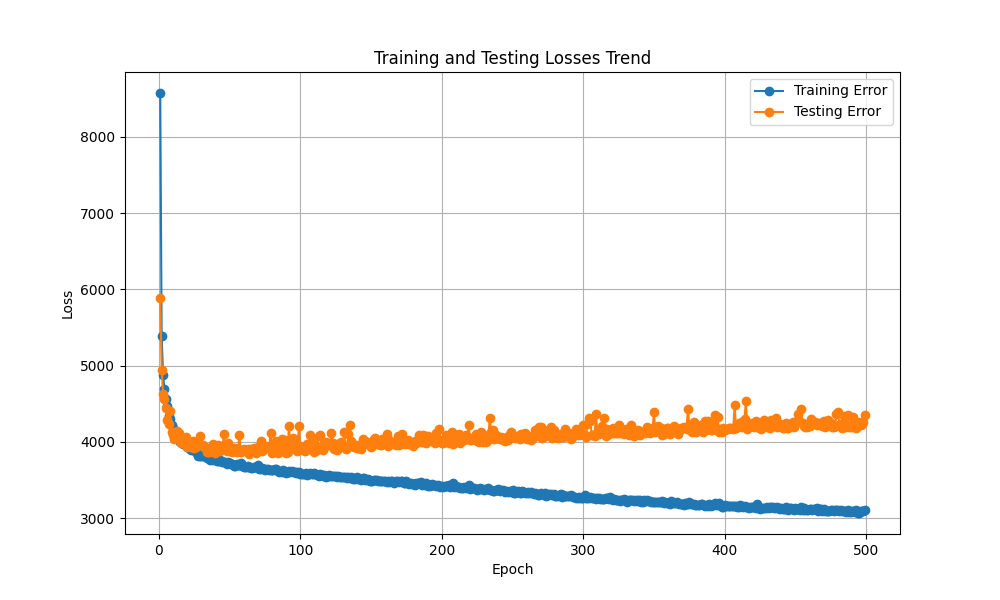 Training and Testing Losses Trend
Training Error
Testing Error
8000
7000
6000
5000
4000
3000
Loss
0 100 200 300 400 500
Epoch